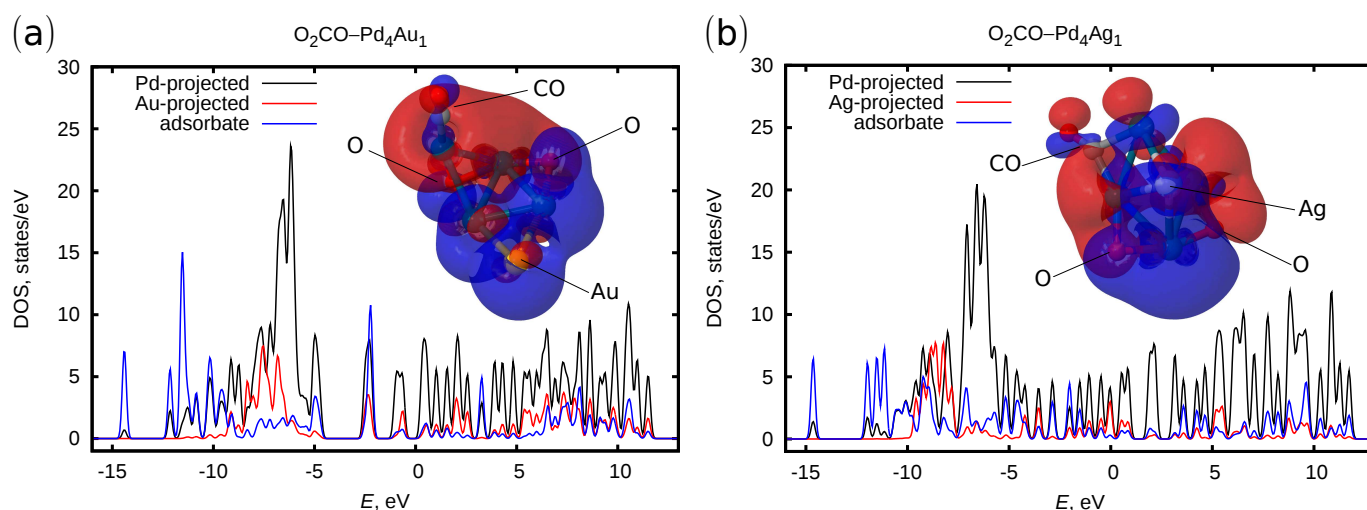 (a)
O₂CO–Pd₄Au₁
Pd-projected
Au-projected
adsorbate
CO
O
O
Au
DOS, states/eV
30
25
20
15
10
5
0
-15
-10
-5
0
5
10
E, eV
(b)
O₂CO–Pd₄Ag₁
Pd-projected
Ag-projected
adsorbate
CO
Ag
O
O
DOS, states/eV
30
25
20
15
10
5
0
-15
-10
-5
0
5
10
E, eV